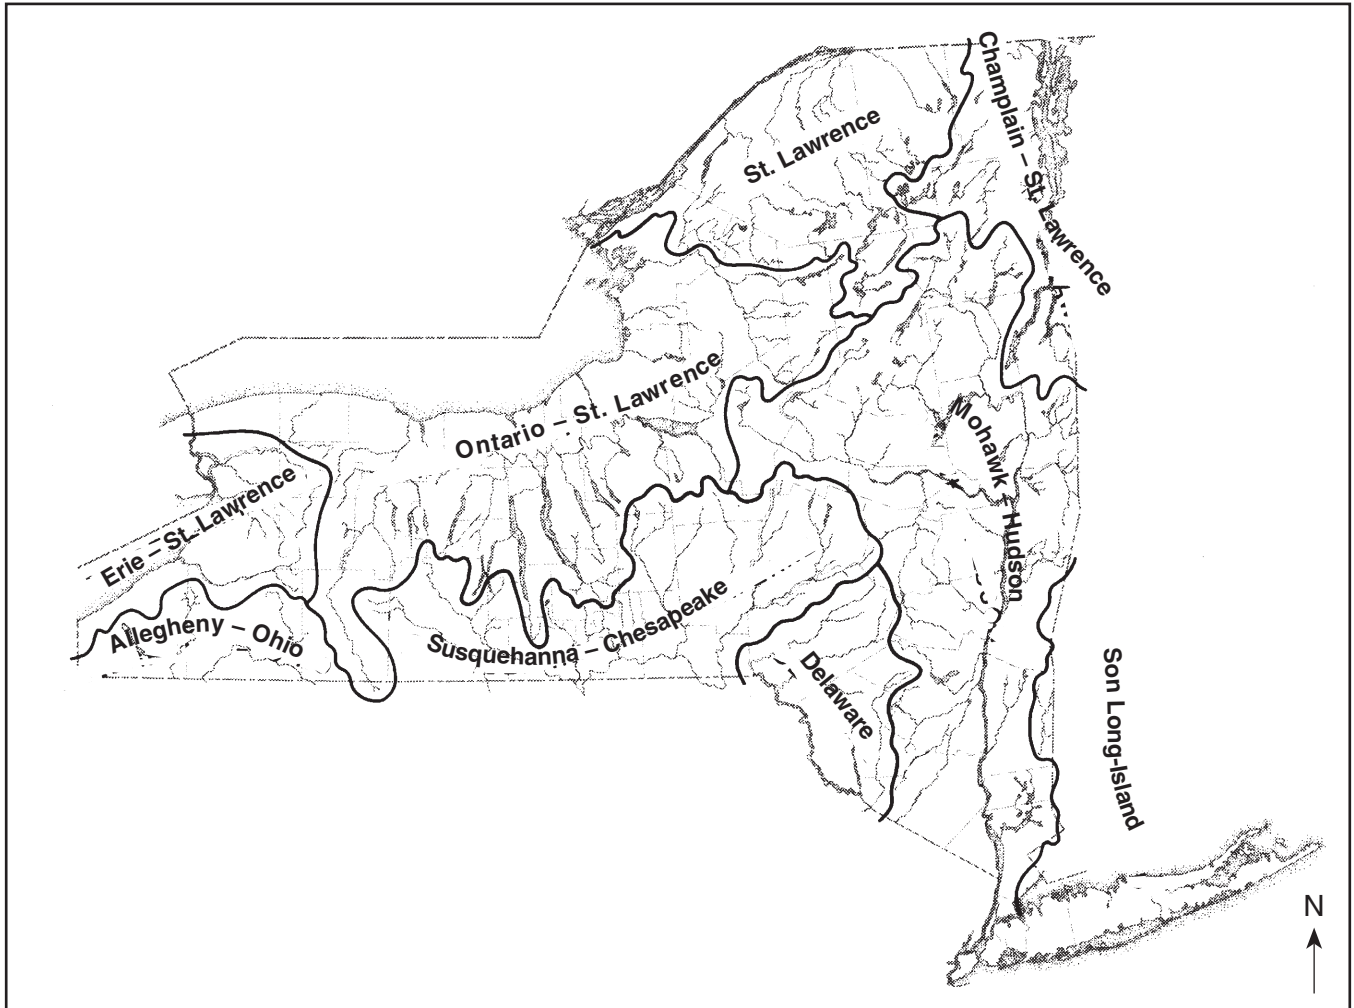 Champlain – St. Lawrence
St. Lawrence
Ontario – St. Lawrence
Mohawk – Hudson
Erie – St. Lawrence
Allegheny – Ohio
Susquehanna – Chesapeake
Delaware
Son Long-Island
N